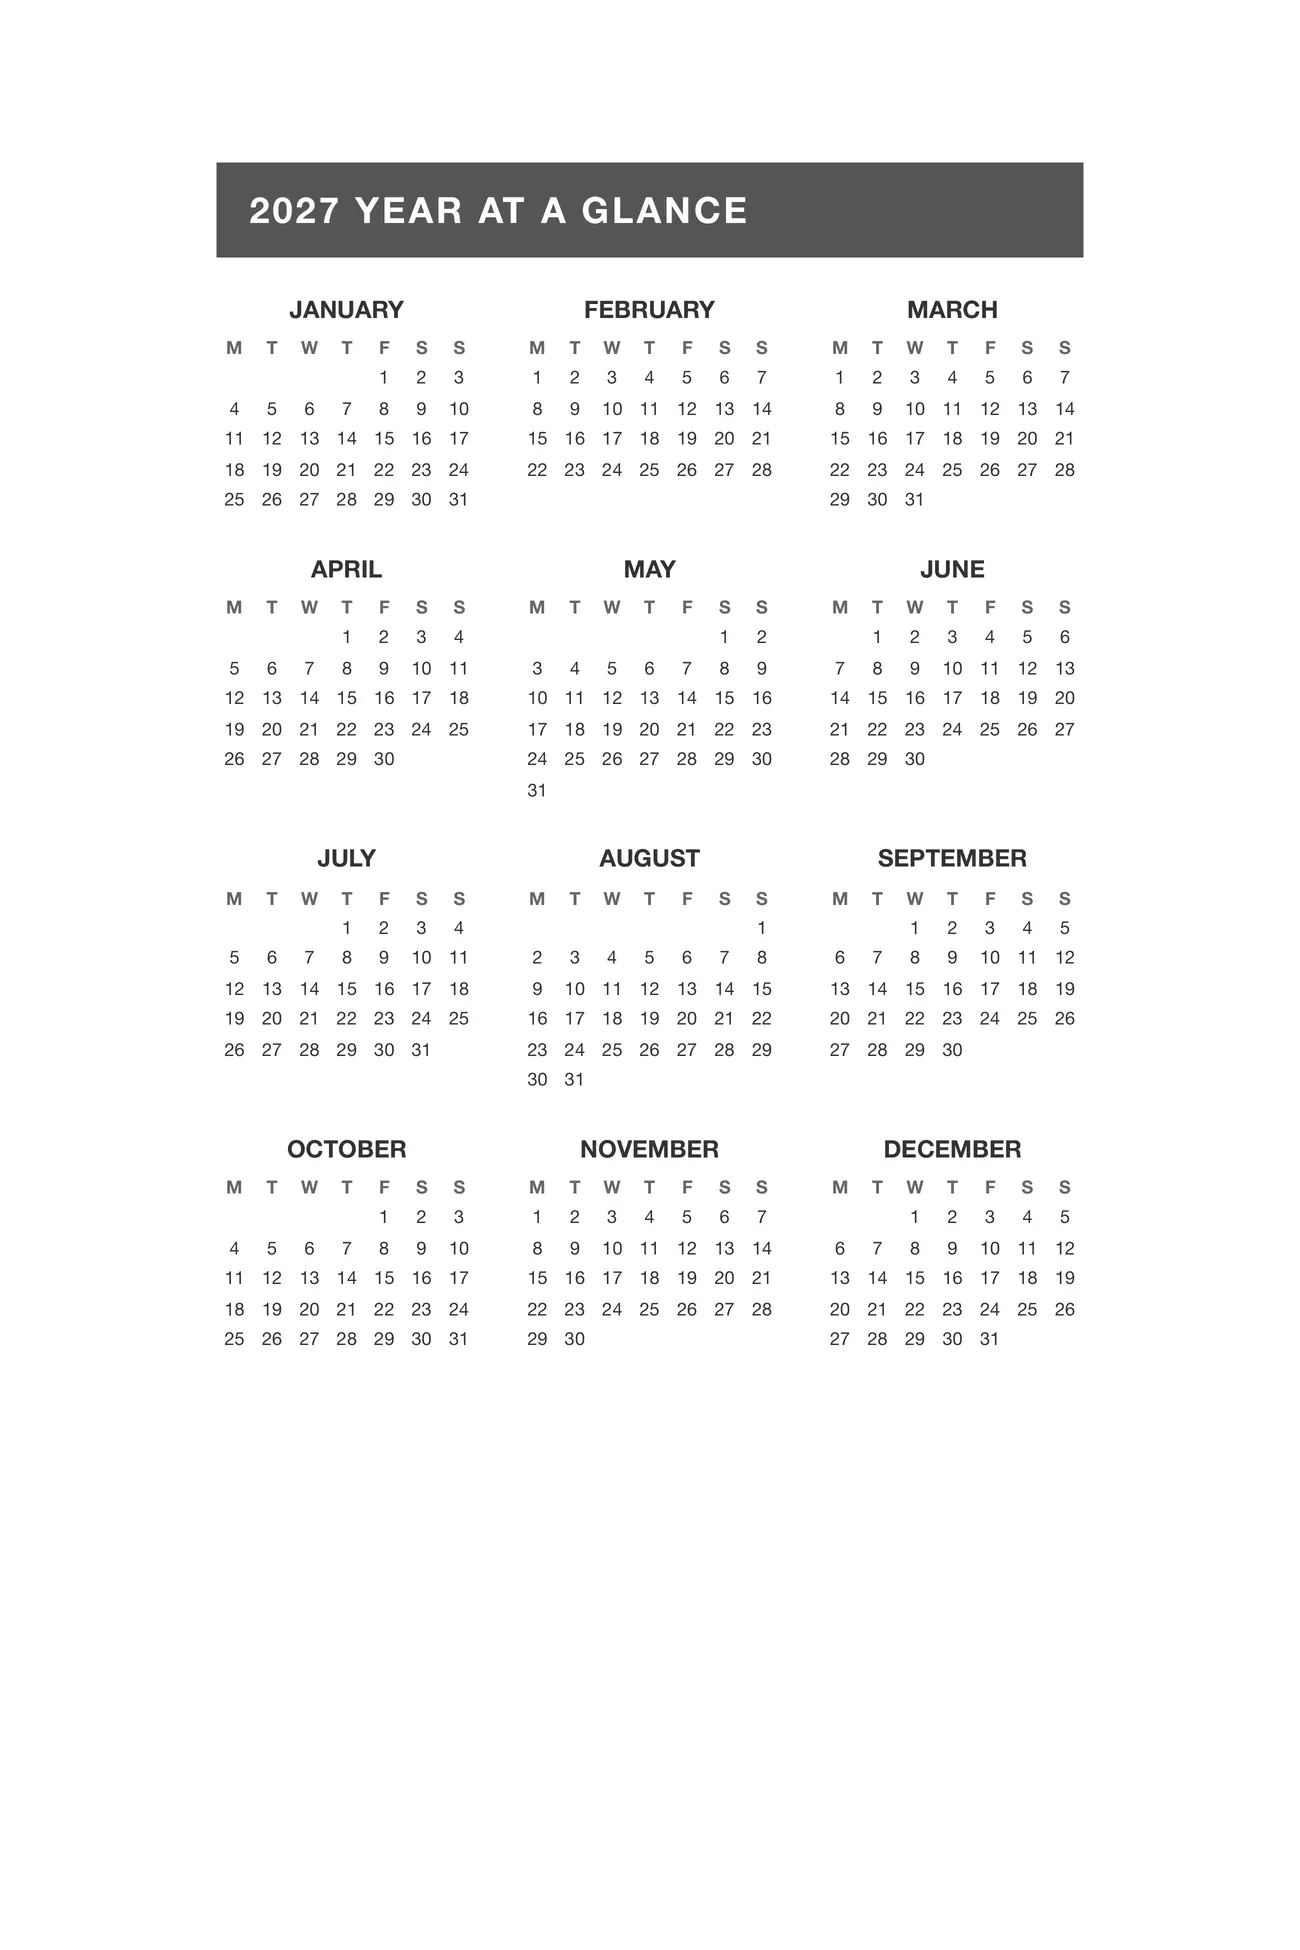 2027 YEAR AT A GLANCE
JANUARY
M T W T F S S
1 2 3
4 5 6 7 8 9 10
11 12 13 14 15 16 17
18 19 20 21 22 23 24
25 26 27 28 29 30 31
FEBRUARY
M T W T F S S
1 2 3 4 5 6 7
8 9 10 11 12 13 14
15 16 17 18 19 20 21
22 23 24 25 26 27 28
MARCH
M T W T F S S
1 2 3 4 5 6 7
8 9 10 11 12 13 14
15 16 17 18 19 20 21
22 23 24 25 26 27 28
29 30 31
APRIL
M T W T F S S
1 2 3 4
5 6 7 8 9 10 11
12 13 14 15 16 17 18
19 20 21 22 23 24 25
26 27 28 29 30
MAY
M T W T F S S
1 2
3 4 5 6 7 8 9
10 11 12 13 14 15 16
17 18 19 20 21 22 23
24 25 26 27 28 29 30
31
JUNE
M T W T F S S
1 2 3 4 5 6
7 8 9 10 11 12 13
14 15 16 17 18 19 20
21 22 23 24 25 26 27
28 29 30
JULY
M T W T F S S
1 2 3 4
5 6 7 8 9 10 11
12 13 14 15 16 17 18
19 20 21 22 23 24 25
26 27 28 29 30 31
AUGUST
M T W T F S S
1
2 3 4 5 6 7 8
9 10 11 12 13 14 15
16 17 18 19 20 21 22
23 24 25 26 27 28 29
30 31
SEPTEMBER
M T W T F S S
1 2 3 4 5
6 7 8 9 10 11 12
13 14 15 16 17 18 19
20 21 22 23 24 25 26
27 28 29 30
OCTOBER
M T W T F S S
1 2 3
4 5 6 7 8 9 10
11 12 13 14 15 16 17
18 19 20 21 22 23 24
25 26 27 28 29 30 31
NOVEMBER
M T W T F S S
1 2 3 4 5 6 7
8 9 10 11 12 13 14
15 16 17 18 19 20 21
22 23 24 25 26 27 28
29 30
DECEMBER
M T W T F S S
1 2 3 4 5
6 7 8 9 10 11 12
13 14 15 16 17 18 19
20 21 22 23 24 25 26
27 28 29 30 31